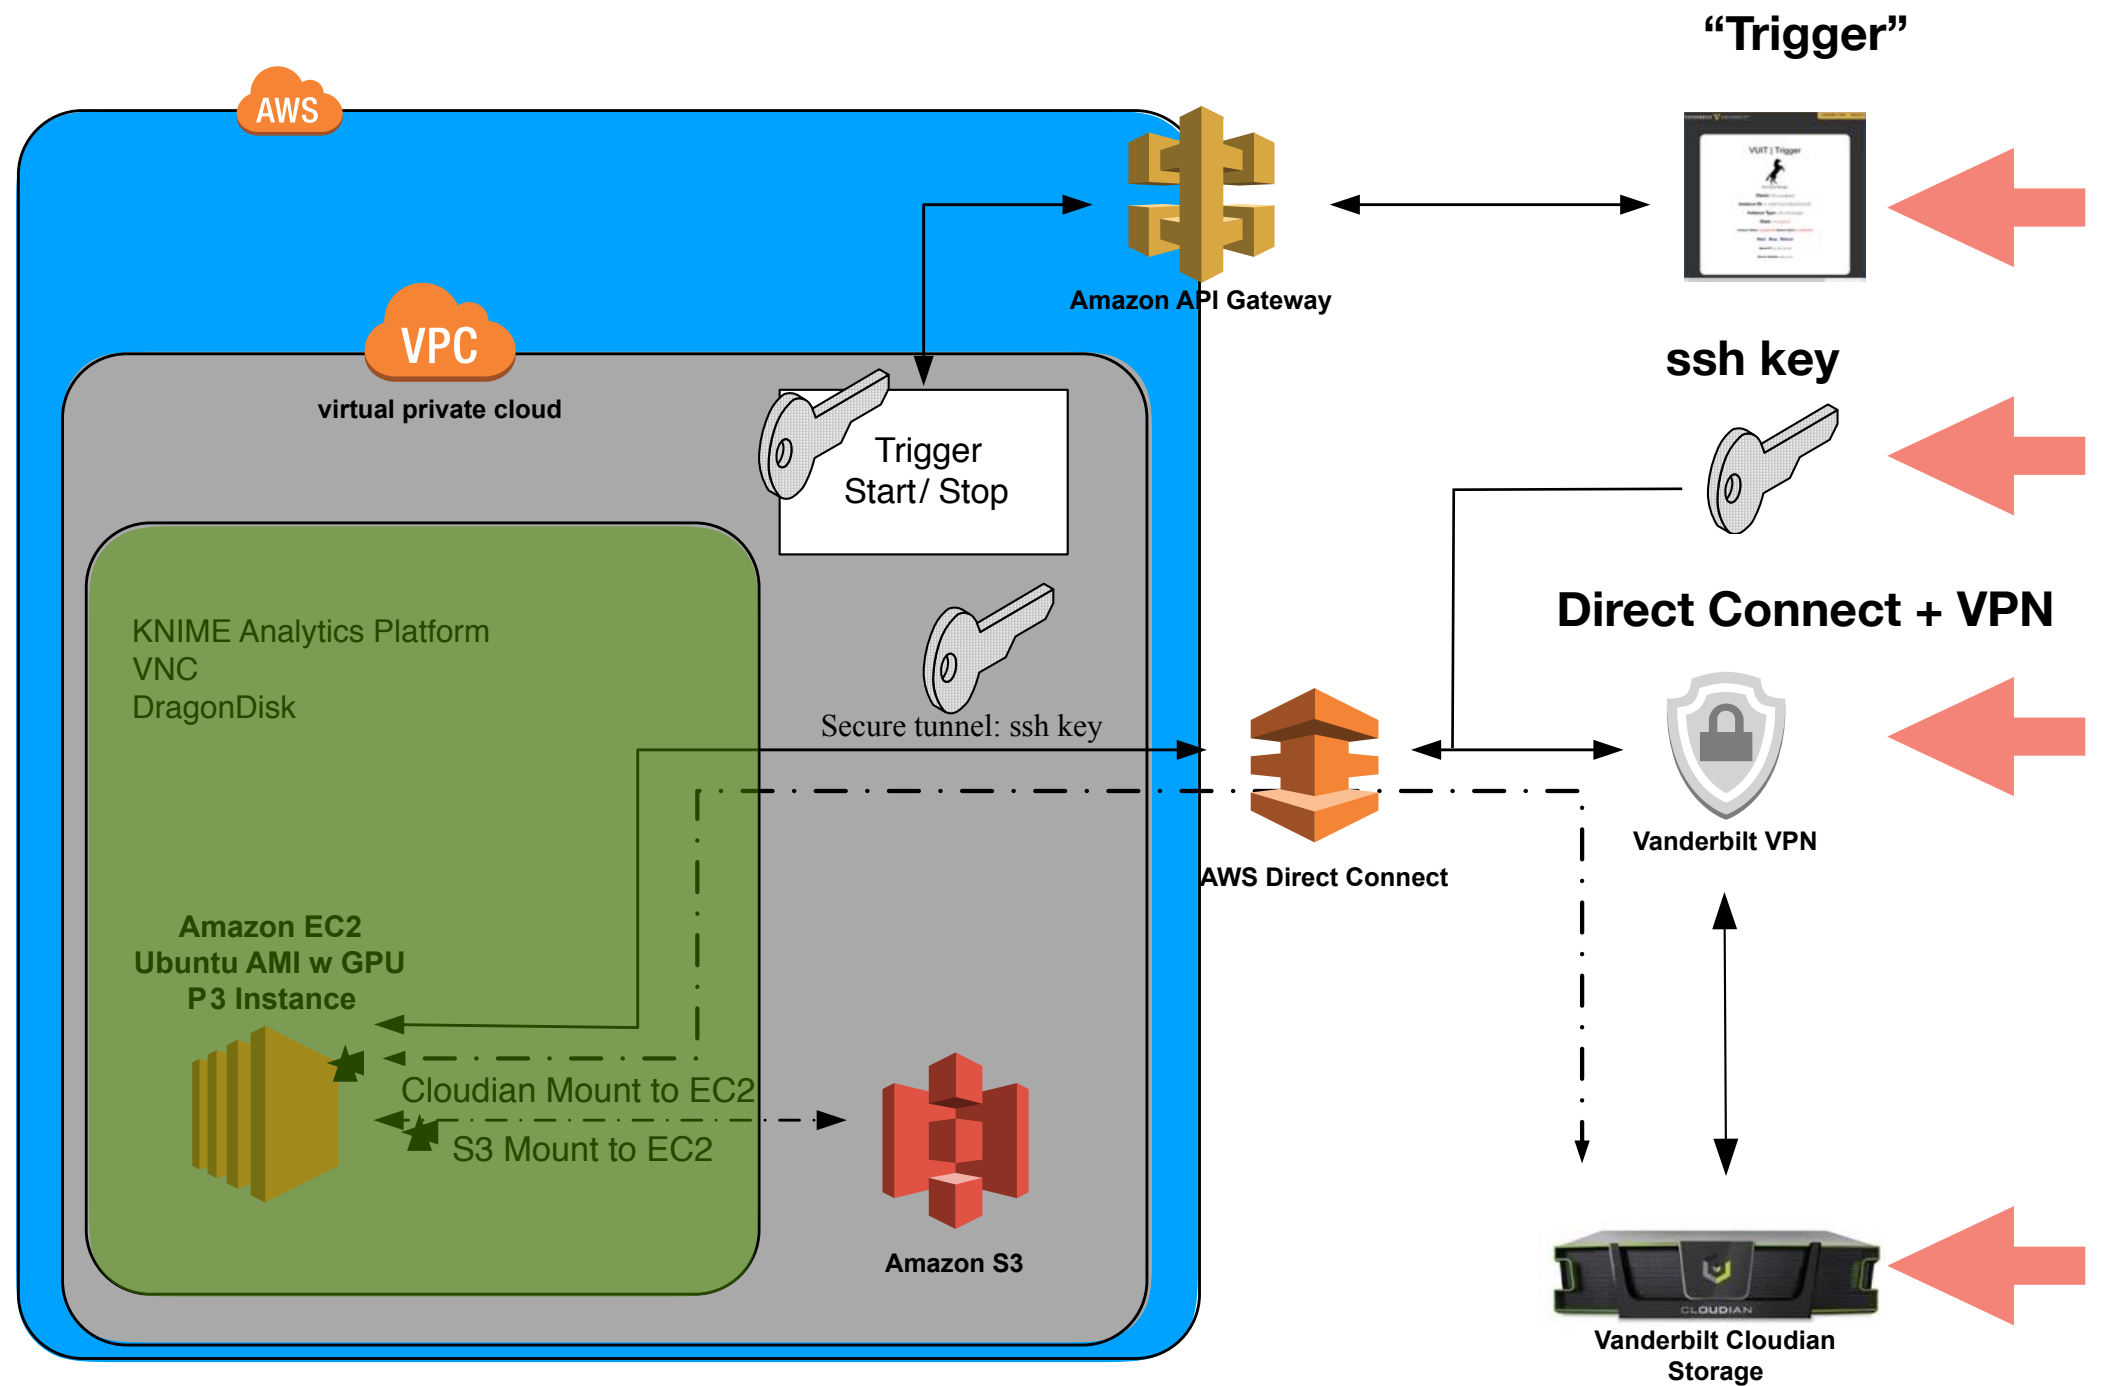 “Trigger”
AWS
VUIT | Trigger
Amazon API Gateway
VPC
virtual private cloud
ssh key
Trigger
Start/ Stop
Direct Connect + VPN
KNIME Analytics Platform
VNC
DragonDisk
Secure tunnel: ssh key
Vanderbilt VPN
AWS Direct Connect
Amazon EC2
Ubuntu AMI w GPU
P3 Instance
Cloudian Mount to EC2
S3 Mount to EC2
Amazon S3
CLOUDIAN
Vanderbilt Cloudian
Storage